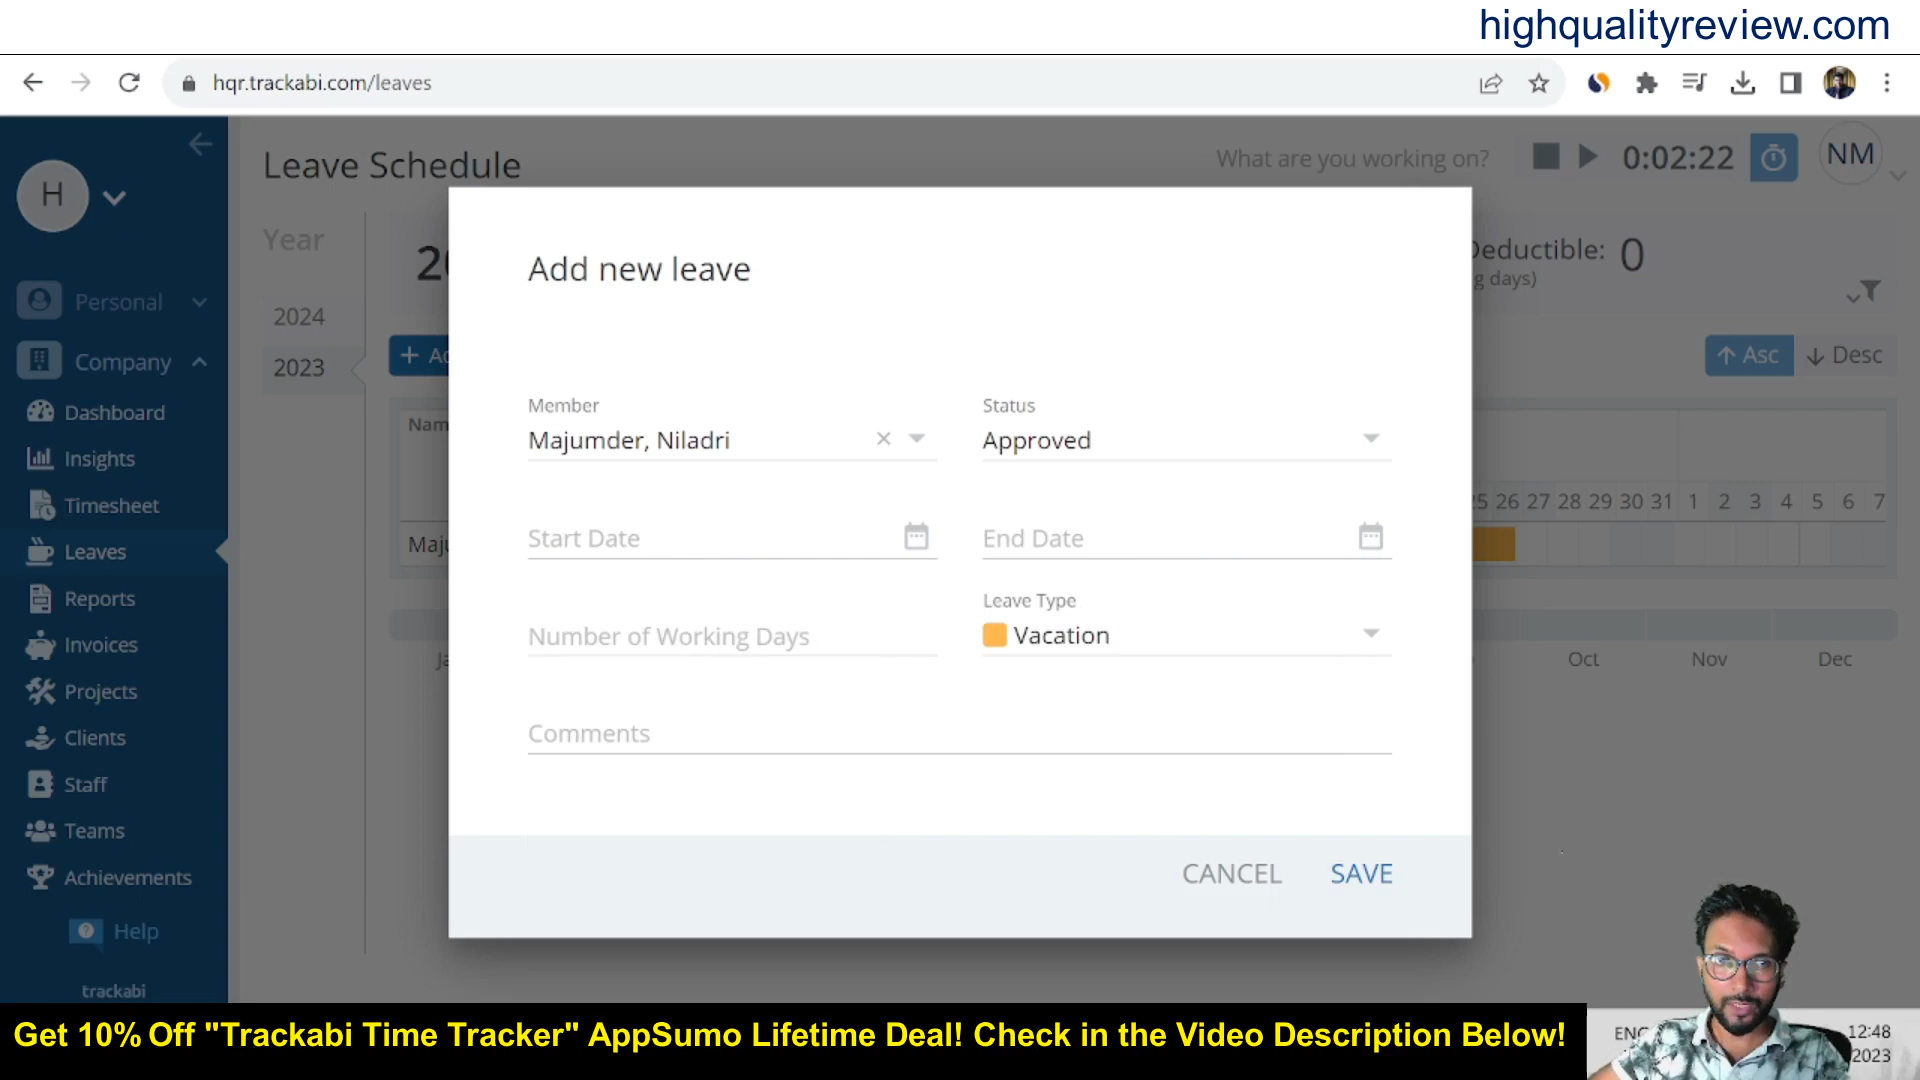 highqualityreview.com
hqr.trackabi.com/leaves
H
Leave Schedule
What are you working on?
0:02:22
NM
Year
2024
2023
Deductible: 0
Personal
Company
Dashboard
Insights
Timesheet
Leaves
Reports
Invoices
Projects
Clients
Staff
Teams
Achievements
Help
trackabi
Asc
Desc
Add new leave
Member
Majumder, Niladri
Status
Approved
Start Date
End Date
Number of Working Days
Leave Type
Vacation
Comments
CANCEL
SAVE
26 27 28 29 30 31 1 2 3 4 5 6 7
Oct
Nov
Dec
Get 10% Off "Trackabi Time Tracker" AppSumo Lifetime Deal! Check in the Video Description Below!
12:48
2023